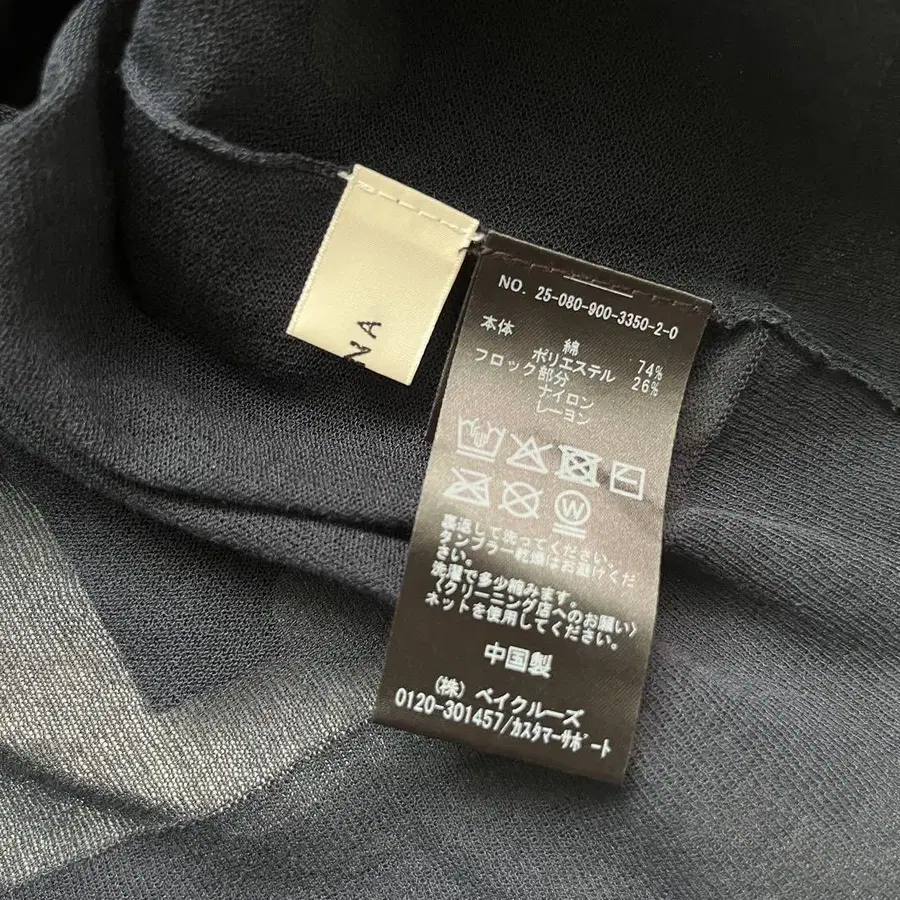 NA
NO. 25-080-900-3350-2-0
本体 綿 74%
ポリエステル 26%
フロック部分
ナイロン
レーヨン
W
裏返して洗ってください。
タンブラー乾燥はお避けくだ
さい。
洗濯で多少縮みます。
〈クリーニング店へのお願い〉
ネットを使用してください。
中国製
(株) ベイクルーズ
0120-301457/カスタマーサポート